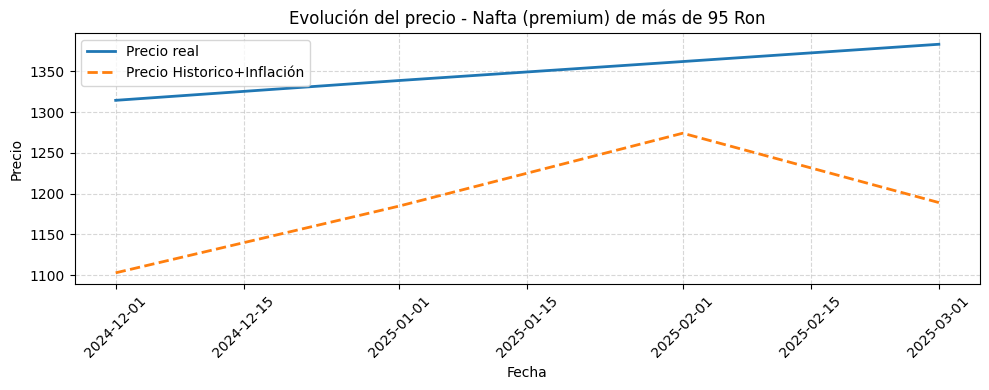 Evolución del precio - Nafta (premium) de más de 95 Ron
Precio real
Precio Historico+Inflación
Precio
1350
1300
1250
1200
1150
1100
2024-12-01
2024-12-15
2025-01-01
2025-01-15
2025-02-01
2025-02-15
2025-03-01
Fecha